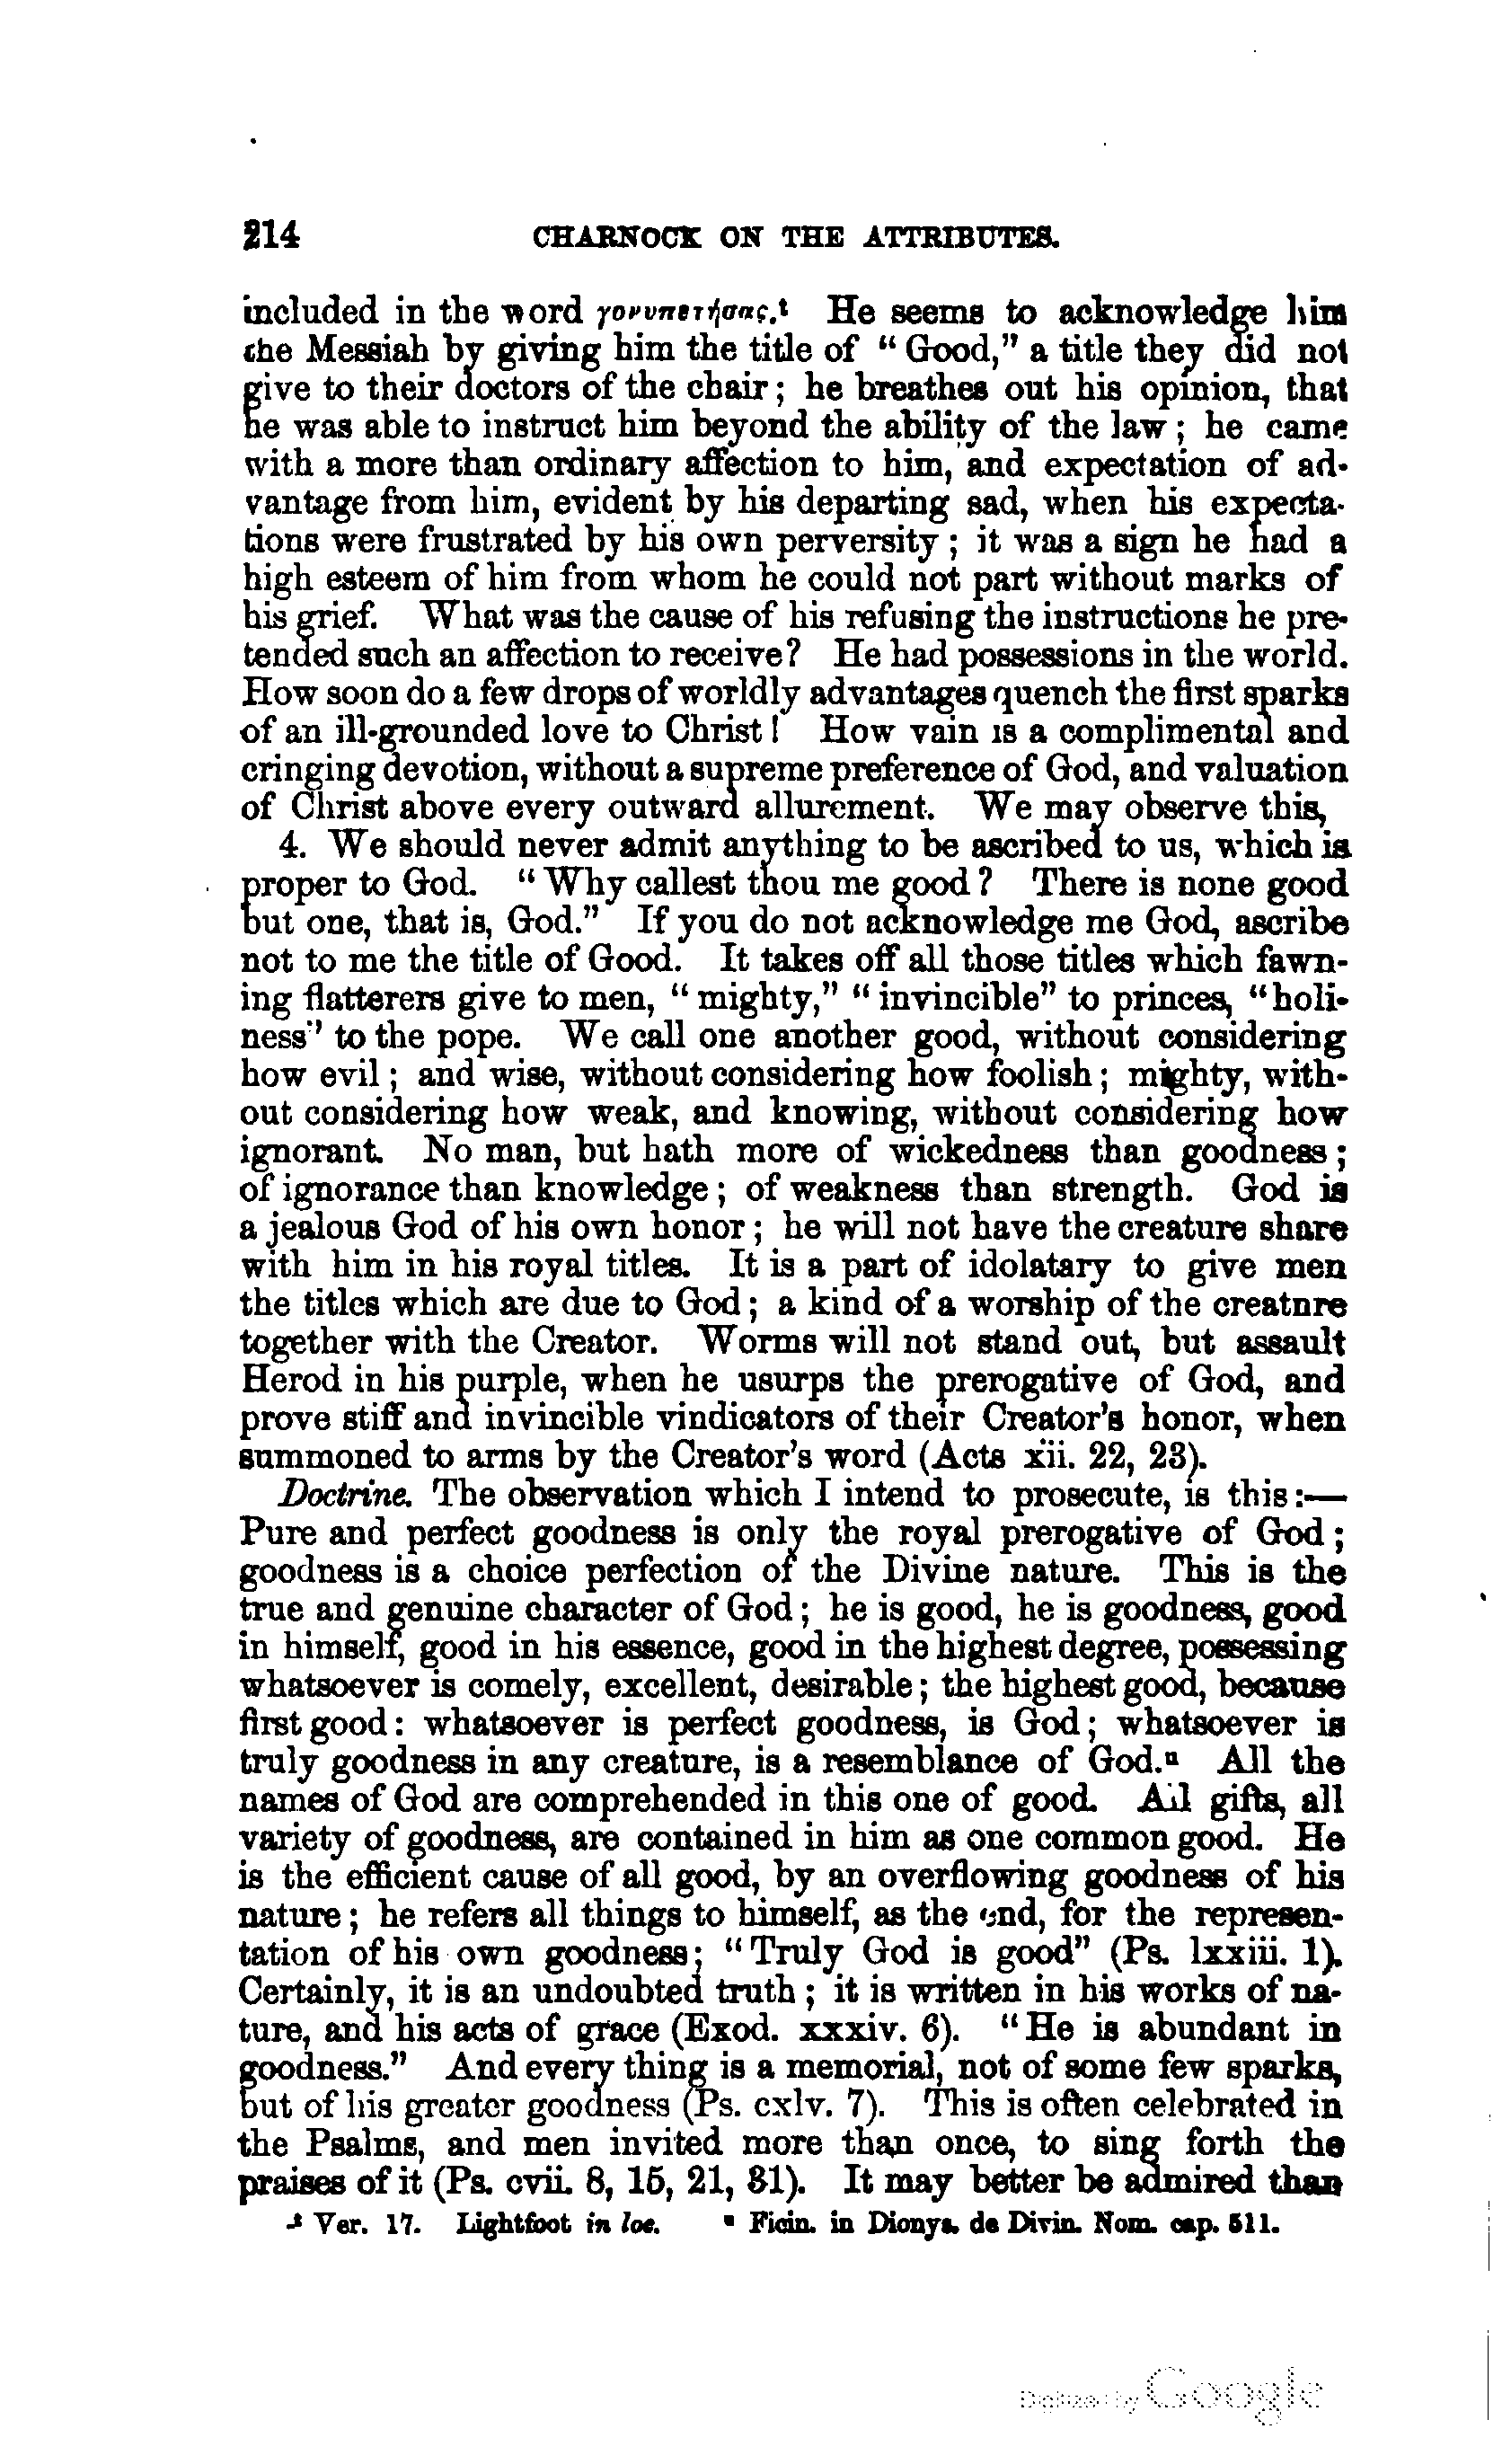 214 CHARNOCK ON THE ATTRIBUTES.
included in the word γονυπετήσας.t He seems to acknowledge him
the Messiah by giving him the title of "Good," a title they did not
give to their doctors of the chair; he breathes out his opinion, that
he was able to instruct him beyond the ability of the law; he came
with a more than ordinary affection to him, and expectation of ad-
vantage from him, evident by his departing sad, when his expecta-
tions were frustrated by his own perversity; it was a sign he had a
high esteem of him from whom he could not part without marks of
his grief. What was the cause of his refusing the instructions he pre-
tended such an affection to receive? He had possessions in the world.
How soon do a few drops of worldly advantages quench the first sparks
of an ill-grounded love to Christ! How vain is a complimental and
cringing devotion, without a supreme preference of God, and valuation
of Christ above every outward allurement. We may observe this,
4. We should never admit anything to be ascribed to us, which is
proper to God. "Why callest thou me good? There is none good
but one, that is, God." If you do not acknowledge me God, ascribe
not to me the title of Good. It takes off all those titles which fawn-
ing flatterers give to men, "mighty," "invincible" to princes, "holi-
ness" to the pope. We call one another good, without considering
how evil; and wise, without considering how foolish; mighty, with-
out considering how weak, and knowing, without considering how
ignorant. No man, but hath more of wickedness than goodness;
of ignorance than knowledge; of weakness than strength. God is
a jealous God of his own honor; he will not have the creature share
with him in his royal titles. It is a part of idolatary to give men
the titles which are due to God; a kind of a worship of the creatnre
together with the Creator. Worms will not stand out, but assault
Herod in his purple, when he usurps the prerogative of God, and
prove stiff and invincible vindicators of their Creator's honor, when
summoned to arms by the Creator's word (Acts xii. 22, 23).
Doctrine. The observation which I intend to prosecute, is this:—
Pure and perfect goodness is only the royal prerogative of God;
goodness is a choice perfection of the Divine nature. This is the
true and genuine character of God; he is good, he is goodness, good
in himself, good in his essence, good in the highest degree, possessing
whatsoever is comely, excellent, desirable; the highest good, because
first good: whatsoever is perfect goodness, is God; whatsoever is
truly goodness in any creature, is a resemblance of God.u All the
names of God are comprehended in this one of good. All gifts, all
variety of goodness, are contained in him as one common good. He
is the efficient cause of all good, by an overflowing goodness of his
nature; he refers all things to himself, as the end, for the represen-
tation of his own goodness; "Truly God is good" (Ps. lxxiii. 1).
Certainly, it is an undoubted truth; it is written in his works of na-
ture, and his acts of grace (Exod. xxxiv. 6). "He is abundant in
goodness." And every thing is a memorial, not of some few sparks,
but of his greater goodness (Ps. cxlv. 7). This is often celebrated in
the Psalms, and men invited more than once, to sing forth the
praises of it (Ps. cvii. 8, 15, 21, 31). It may better be admired than
t Ver. 17. Lightfoot in loc. u Ficin. in Dionys. de Divin. Nom. cap. 511.
Digitized by Google